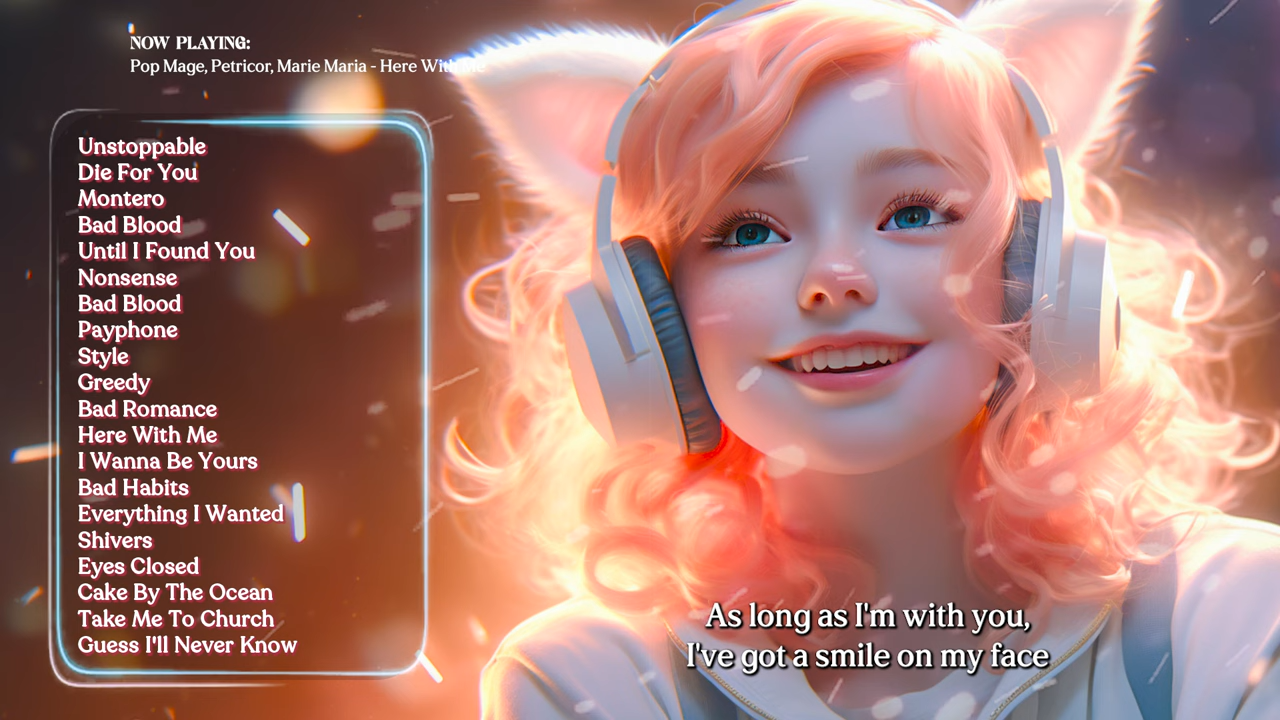 NOW PLAYING:
Pop Mage, Petricor, Marie Maria - Here With Me
Unstoppable
Die For You
Montero
Bad Blood
Until I Found You
Nonsense
Bad Blood
Payphone
Style
Greedy
Bad Romance
Here With Me
I Wanna Be Yours
Bad Habits
Everything I Wanted
Shivers
Eyes Closed
Cake By The Ocean
Take Me To Church
Guess I'll Never Know
As long as I'm with you,
I've got a smile on my face